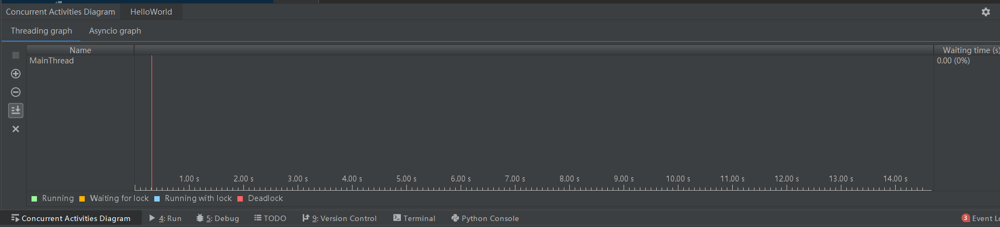 Concurrent Activities Diagram HelloWorld
Threading graph Asyncio graph
Name Waiting time (s)
MainThread 0.00 (0%)
1.00 s 2.00 s 3.00 s 4.00 s 5.00 s 6.00 s 7.00 s 8.00 s 9.00 s 10.00 s 11.00 s 12.00 s 13.00 s 14.00 s
Running Waiting for lock Running with lock Deadlock
Concurrent Activities Diagram 4: Run 5: Debug TODO 9: Version Control Terminal Python Console 3 Event